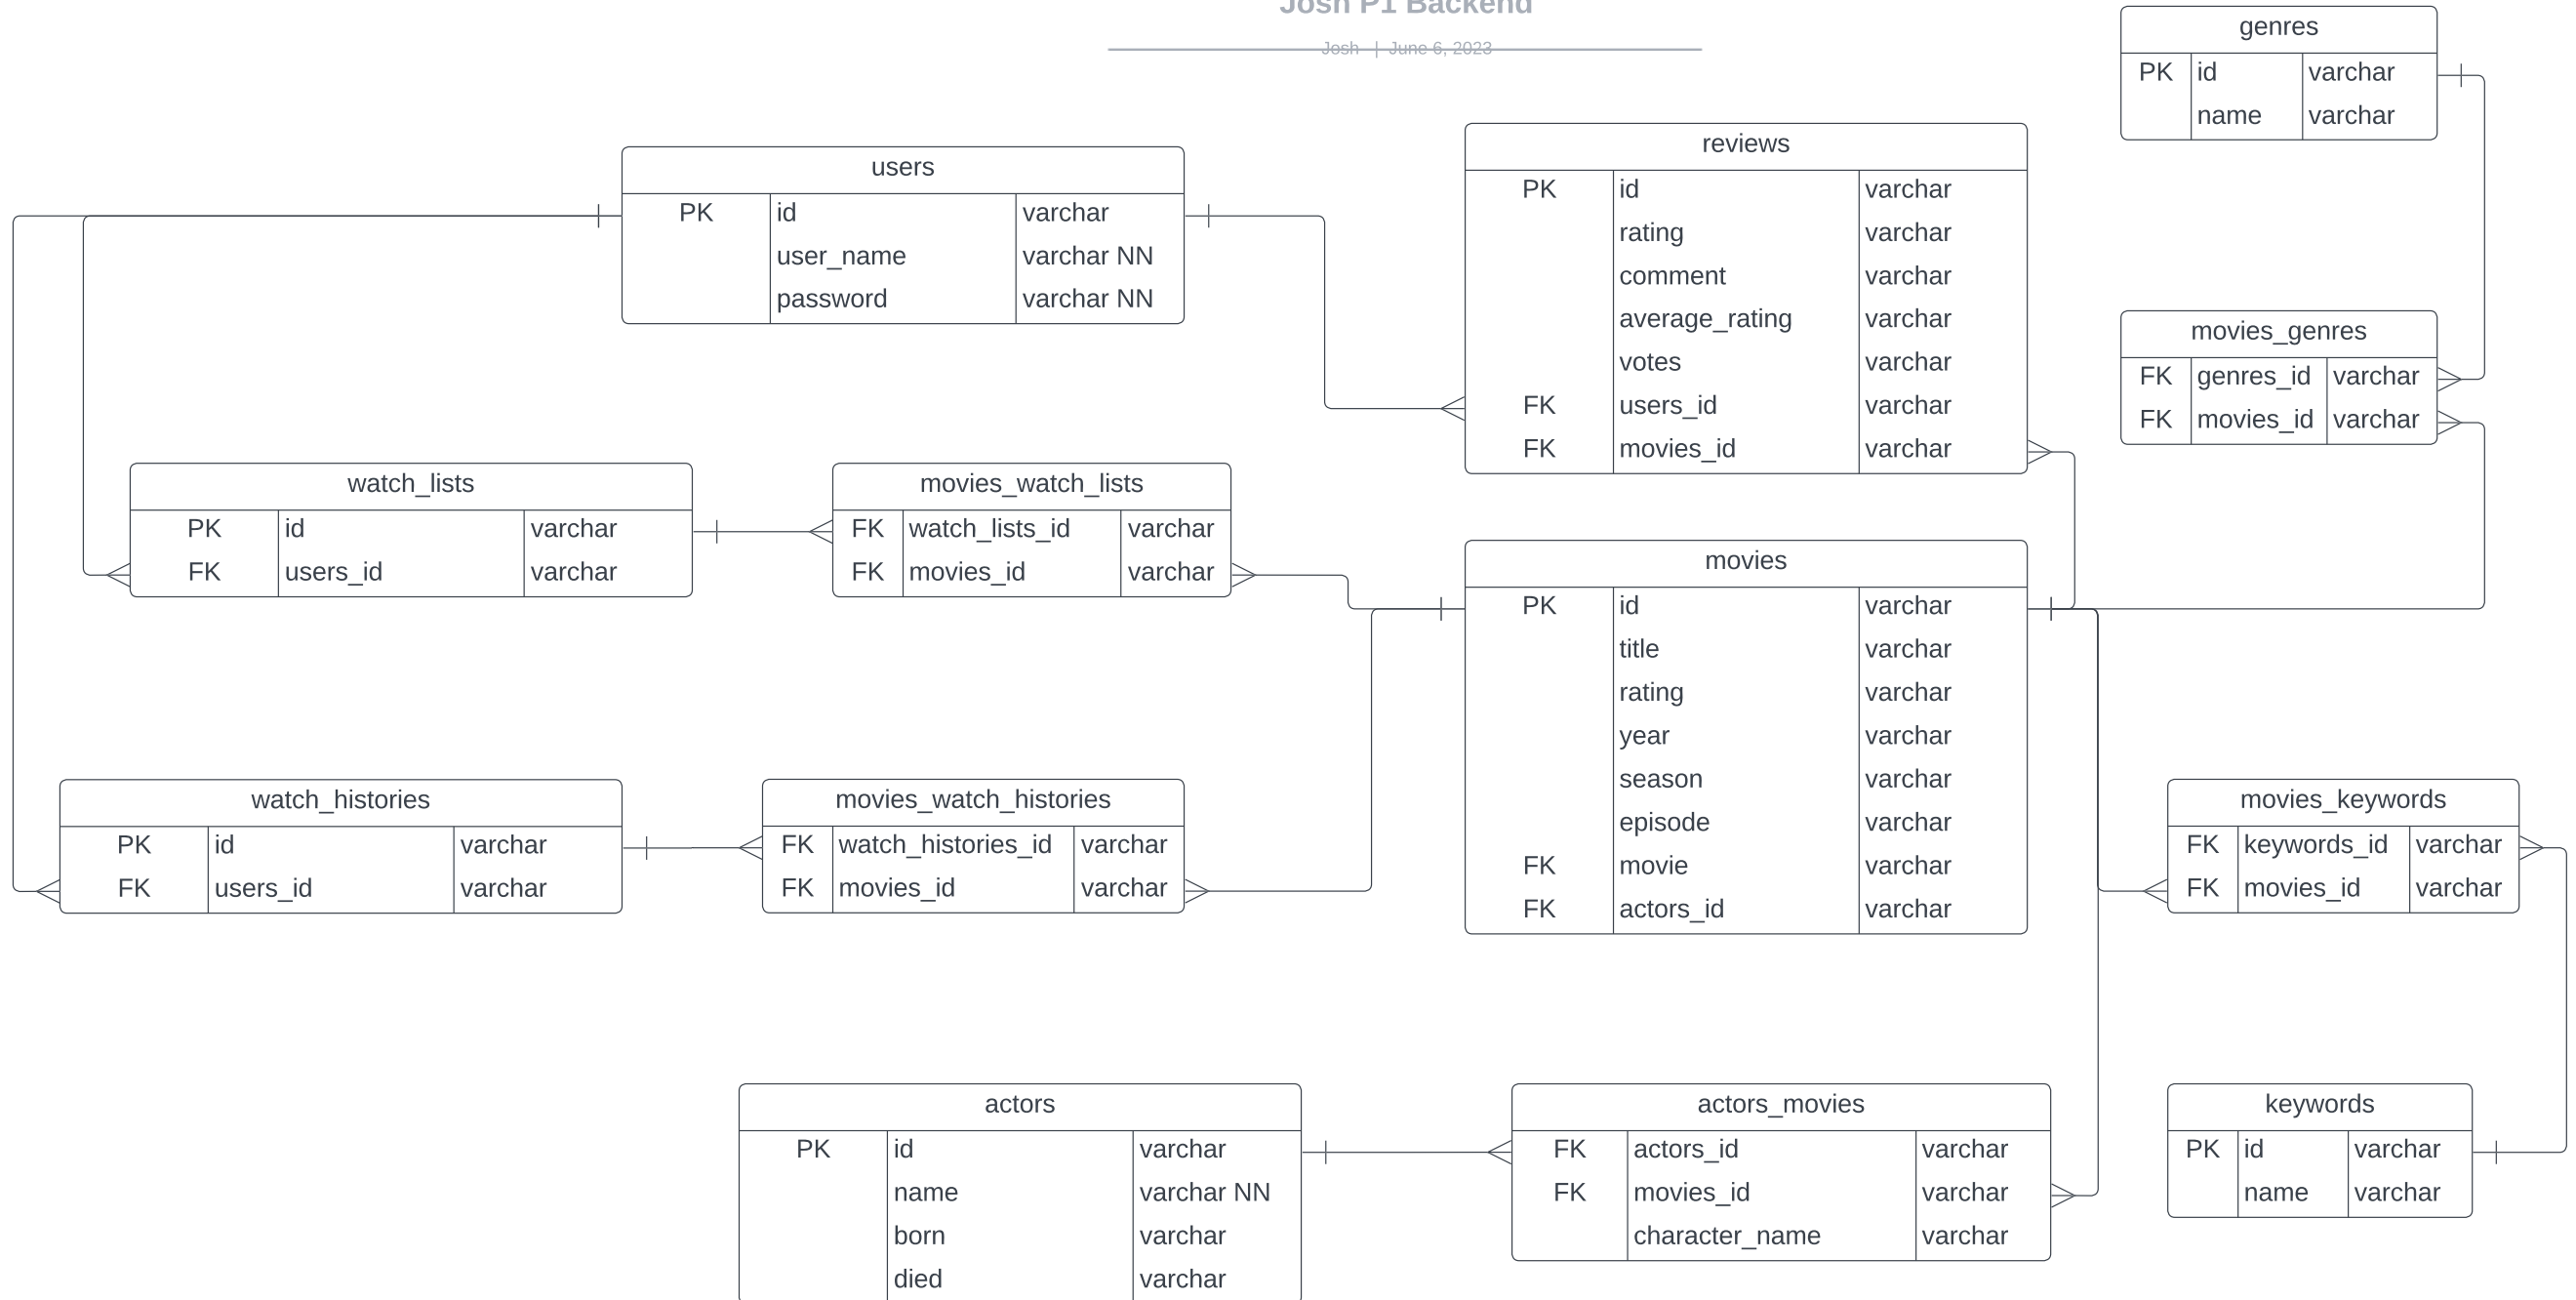 Josh P1 Backend
Josh | June 6, 2023
genres
PK id varchar
name varchar
users
PK id varchar
user_name varchar NN
password varchar NN
reviews
PK id varchar
rating varchar
comment varchar
average_rating varchar
votes varchar
FK users_id varchar
FK movies_id varchar
movies_genres
FK genres_id varchar
FK movies_id varchar
watch_lists
PK id varchar
FK users_id varchar
movies_watch_lists
FK watch_lists_id varchar
FK movies_id varchar
movies
PK id varchar
title varchar
rating varchar
year varchar
season varchar
episode varchar
FK movie varchar
FK actors_id varchar
watch_histories
PK id varchar
FK users_id varchar
movies_watch_histories
FK watch_histories_id varchar
FK movies_id varchar
movies_keywords
FK keywords_id varchar
FK movies_id varchar
actors
PK id varchar
name varchar NN
born varchar
died varchar
actors_movies
FK actors_id varchar
FK movies_id varchar
character_name varchar
keywords
PK id varchar
name varchar